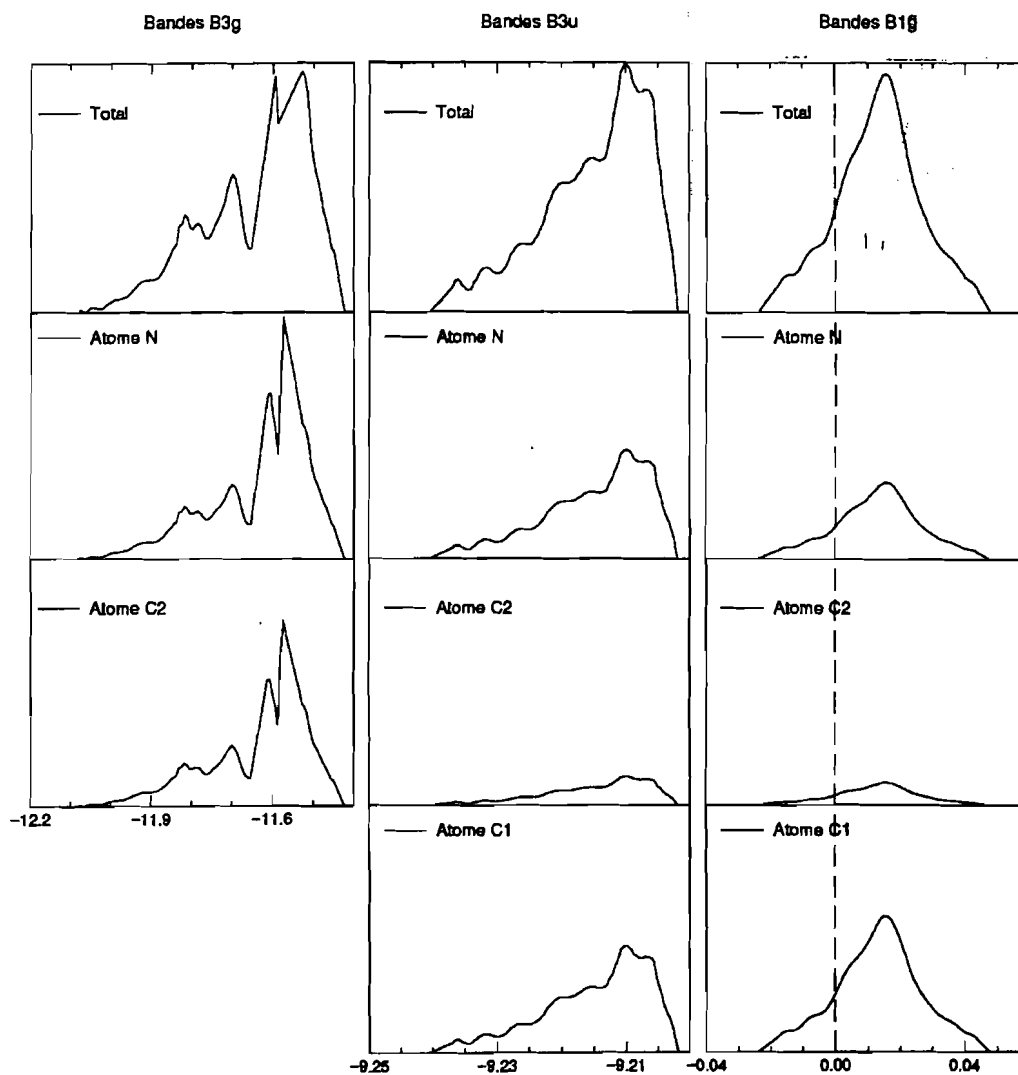 Bandes B3g
Bandes B3u
Bandes B1g
Total
Total
Total
Atome N
Atome N
Atome N
Atome C2
Atome C2
Atome C2
−12.2
−11.9
−11.6
Atome C1
Atome C1
−9.25
−9.23
−9.21
−0.04
0.00
0.04